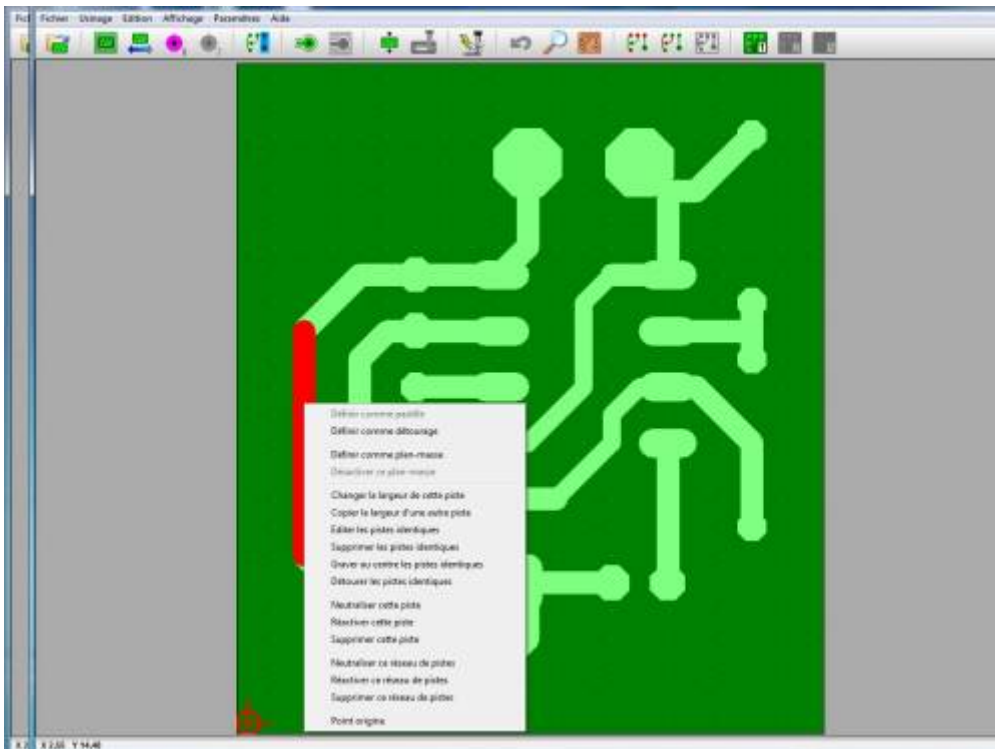 Fichier Usinage Edition Affichage Paramètres Aide
Définir comme pastille
Définir comme détourage
Définir comme plan-masse
Désactiver ce plan-masse
Changer la largeur de cette piste
Copier la largeur d'une autre piste
Editer les pistes identiques
Supprimer les pistes identiques
Graver au centre les pistes identiques
Détourer les pistes identiques
Neutraliser cette piste
Réactiver cette piste
Supprimer cette piste
Neutraliser ce réseau de pistes
Réactiver ce réseau de pistes
Supprimer ce réseau de pistes
Point origine
X 2,55 Y 14,40